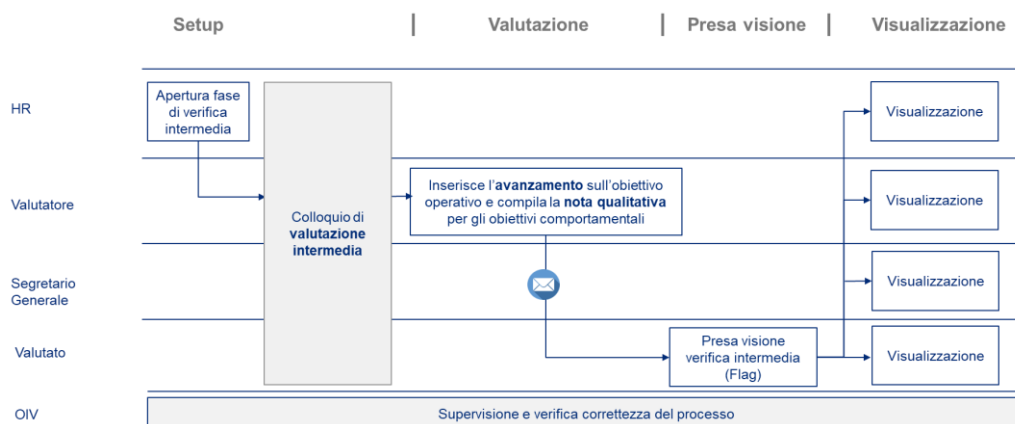 Setup | Valutazione | Presa visione | Visualizzazione
HR
Apertura fase
di verifica
intermedia
Visualizzazione
Valutatore
Colloquio di
valutazione
intermedia
Inserisce l'avanzamento sull'obiettivo
operativo e compila la nota qualitativa
per gli obiettivi comportamentali
Visualizzazione
Segretario
Generale
Visualizzazione
Valutato
Presa visione
verifica intermedia
(Flag)
Visualizzazione
OIV
Supervisione e verifica correttezza del processo